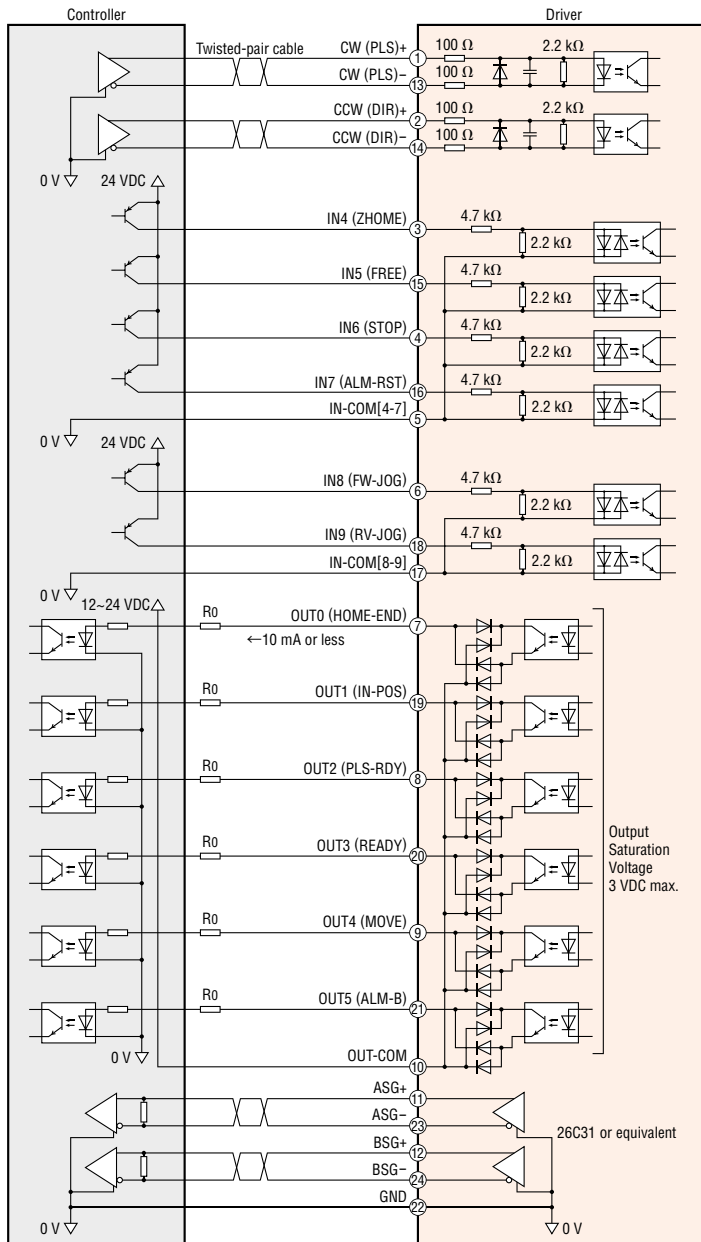 Controller
Driver
Twisted-pair cable
CW (PLS)+
1
100 Ω
2.2 kΩ
CW (PLS)−
13
100 Ω
CCW (DIR)+
2
100 Ω
2.2 kΩ
CCW (DIR)−
14
100 Ω
0 V
24 VDC
IN4 (ZHOME)
3
4.7 kΩ
2.2 kΩ
IN5 (FREE)
15
4.7 kΩ
2.2 kΩ
IN6 (STOP)
4
4.7 kΩ
2.2 kΩ
IN7 (ALM-RST)
16
4.7 kΩ
2.2 kΩ
IN-COM[4-7]
5
0 V
24 VDC
IN8 (FW-JOG)
6
4.7 kΩ
2.2 kΩ
IN9 (RV-JOG)
18
4.7 kΩ
2.2 kΩ
IN-COM[8-9]
17
0 V
12~24 VDC
R0
OUT0 (HOME-END)
7
←10 mA or less
R0
OUT1 (IN-POS)
19
R0
OUT2 (PLS-RDY)
8
R0
OUT3 (READY)
20
Output
Saturation
Voltage
3 VDC max.
R0
OUT4 (MOVE)
9
R0
OUT5 (ALM-B)
21
0 V
OUT-COM
10
ASG+
11
ASG−
23
26C31 or equivalent
BSG+
12
BSG−
24
GND
22
0 V
0 V